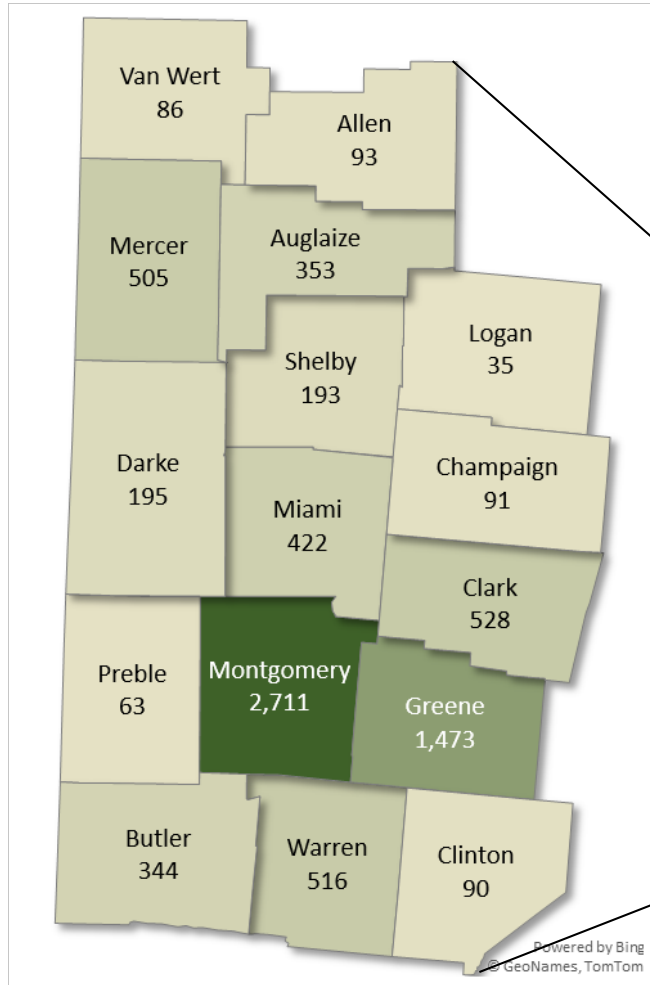 Van Wert
86
Allen
93
Mercer
505
Auglaize
353
Logan
35
Shelby
193
Darke
195
Champaign
91
Miami
422
Clark
528
Preble
63
Montgomery
2,711
Greene
1,473
Butler
344
Warren
516
Clinton
90
Powered by Bing
© GeoNames, TomTom